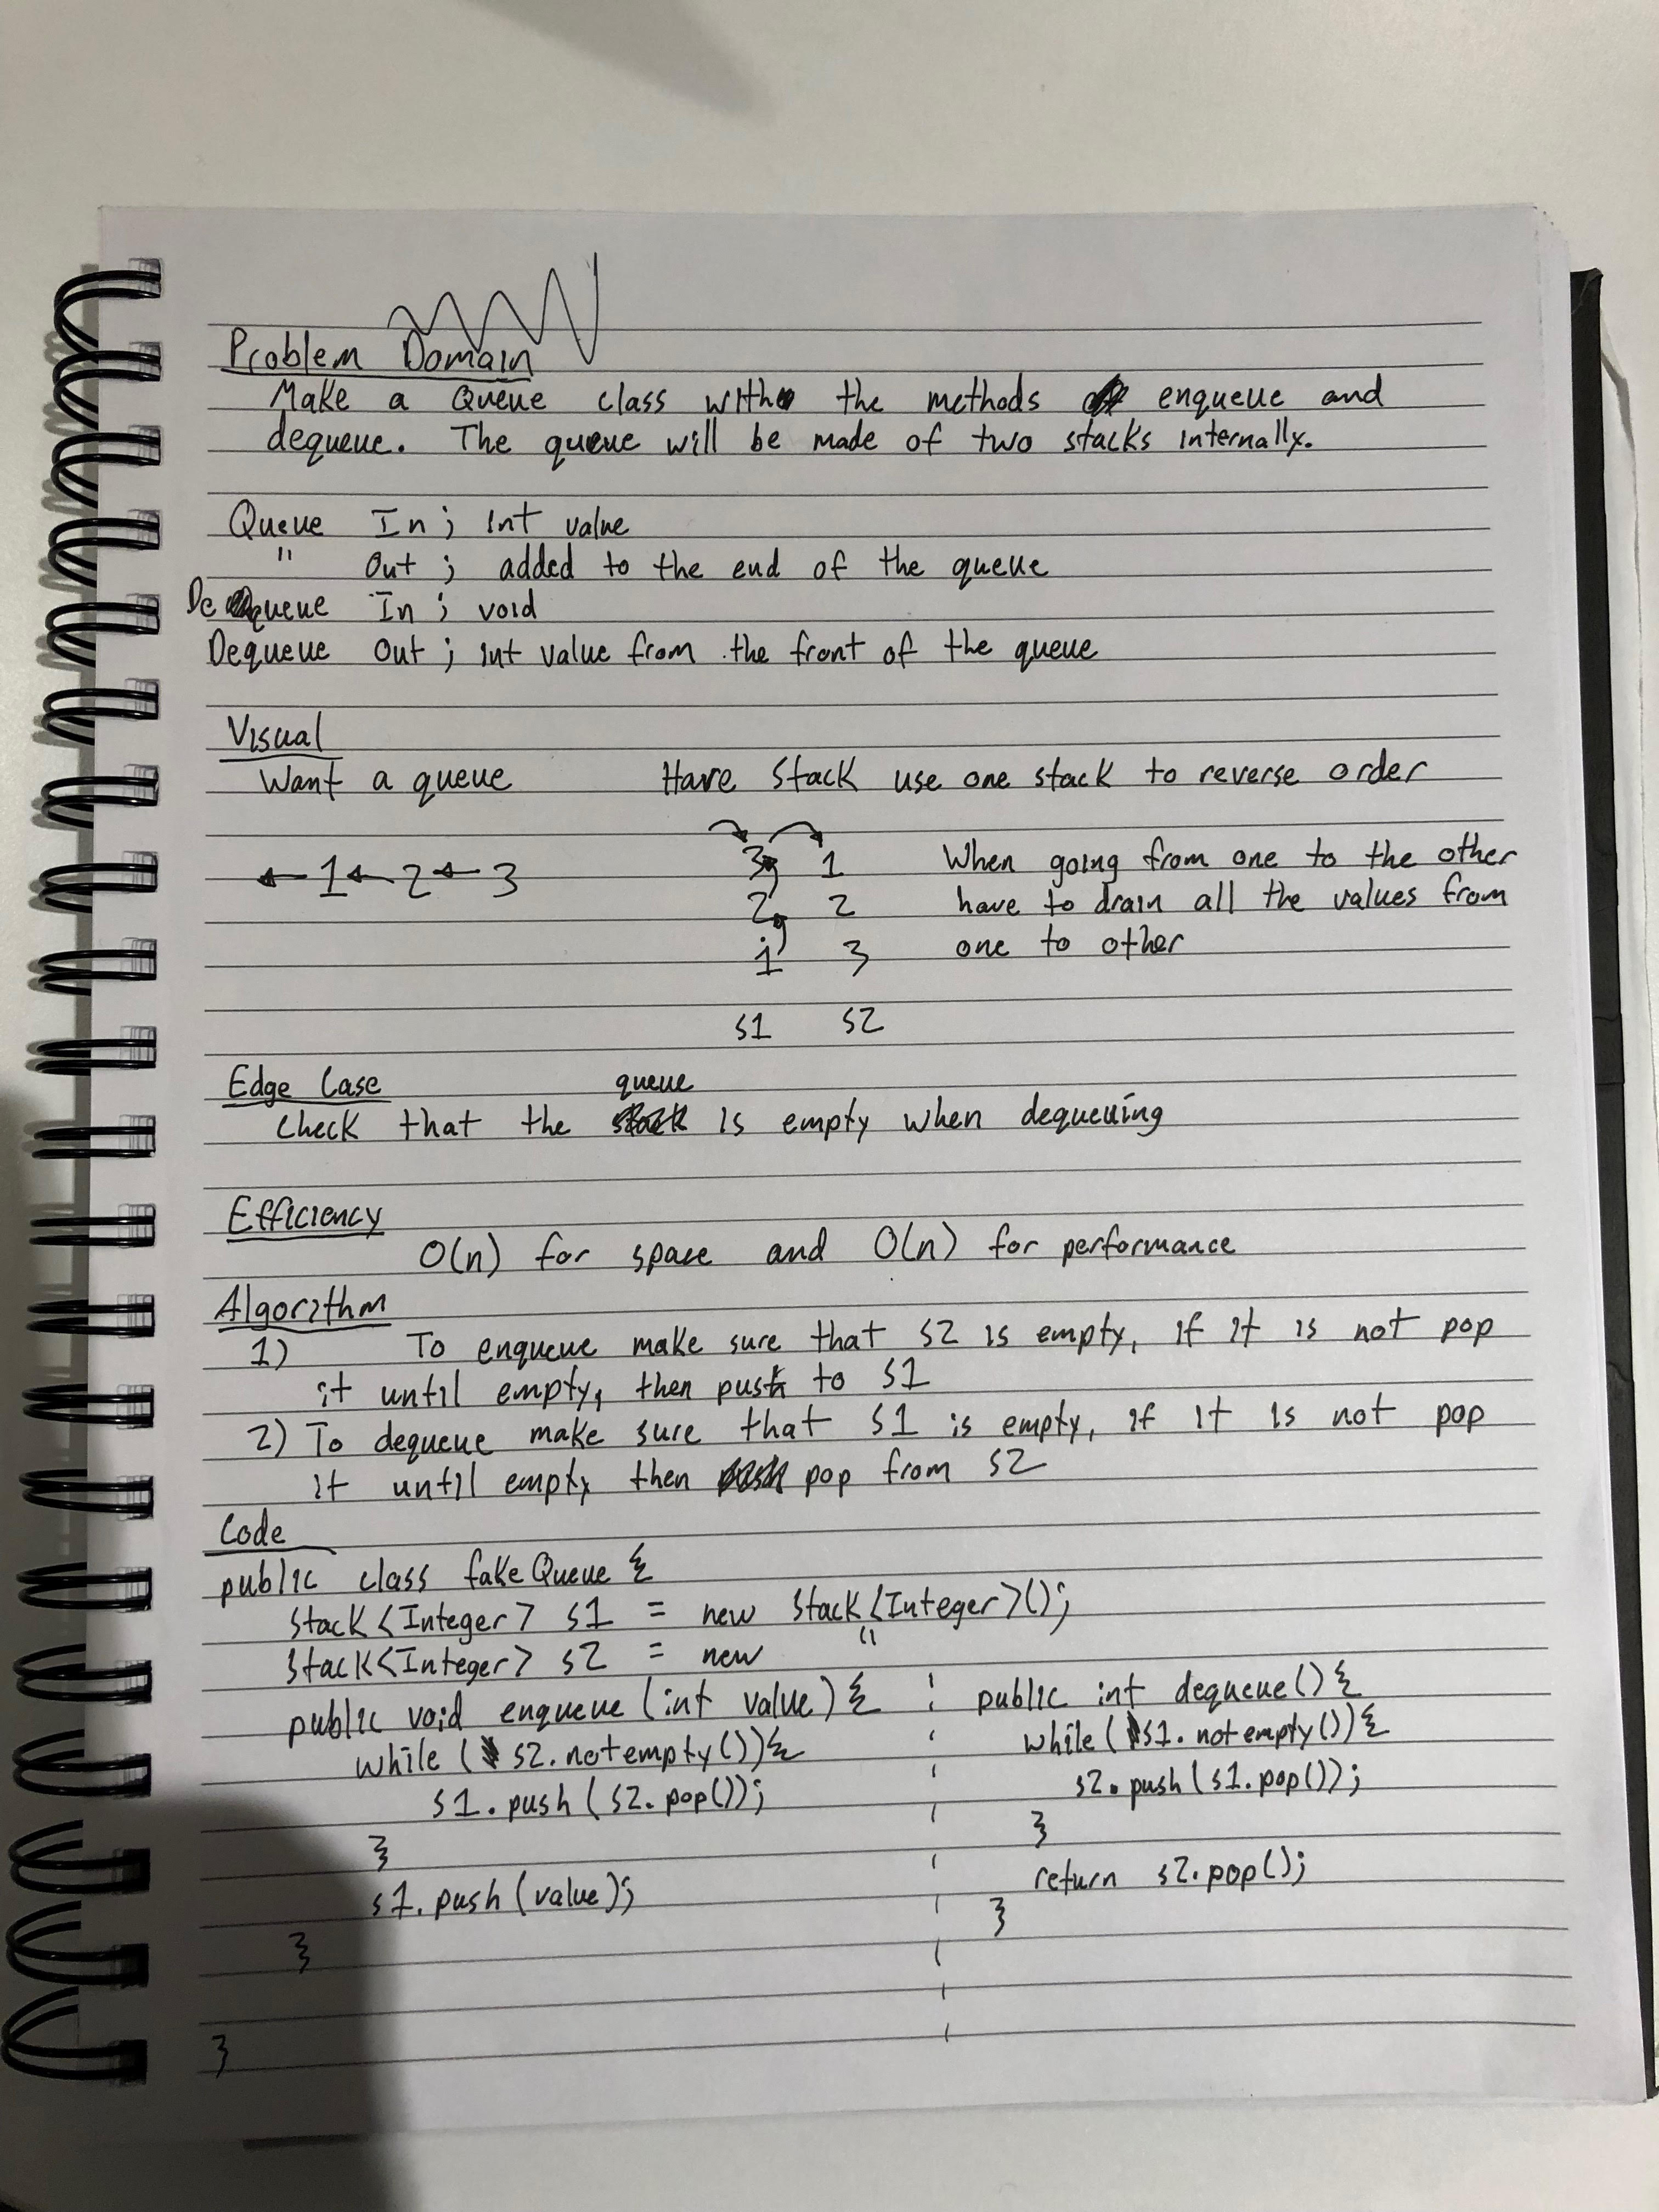 Problem Domain
Make a Queue class with the methods enqueue and
dequeue. The queue will be made of two stacks internally.
Queue In ; int value
" Out ; added to the end of the queue
Dequeue In ; void
Dequeue Out ; int value from the front of the queue
Visual
Want a queue Have Stack use one stack to reverse order
←1←2←3 3 1 When going from one to the other
2 2 have to drain all the values from
1 3 one to other
S1 S2
Edge Case queue
Check that the stack is empty when dequeuing
Efficiency
O(n) for space and O(n) for performance
Algorithm
1) To enqueue make sure that S2 is empty, if it is not pop
it until empty, then push to S1
2) To dequeue make sure that S1 is empty, if it is not pop
it until empty then push pop from S2
Code
public class fakeQueue {
Stack<Integer> s1 = new Stack<Integer>();
Stack<Integer> s2 = new "
public void enqueue (int value) { public int dequeue() {
while ( s2.notempty()) { while ( s1.notempty()) {
s1.push (s2.pop()); s2.push (s1.pop());
} }
s1.push (value); return s2.pop();
} }
}